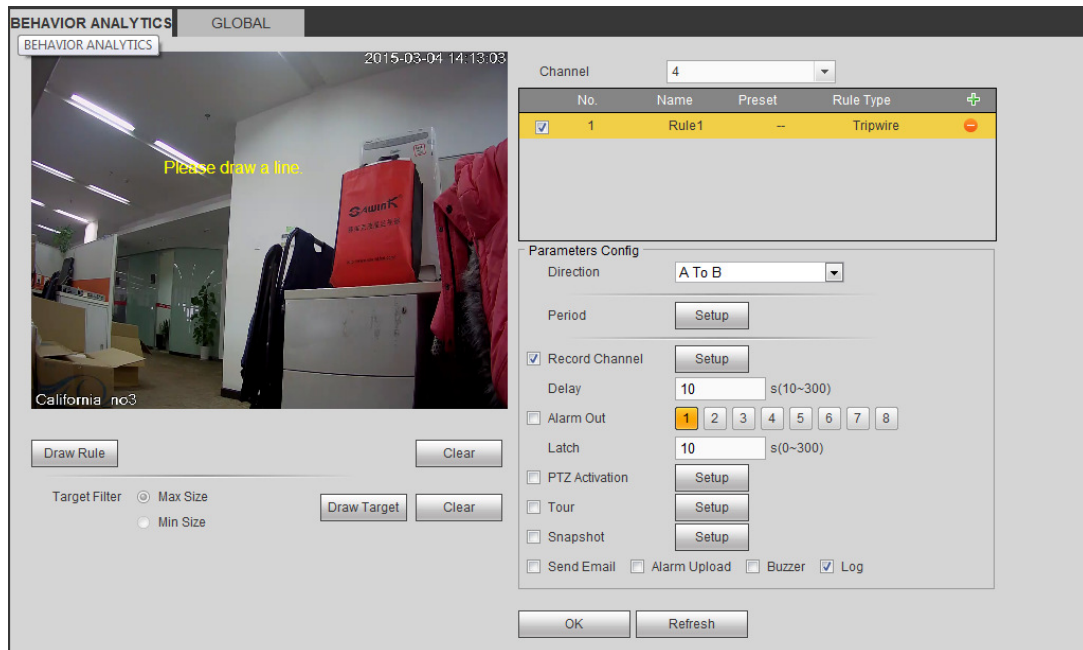 BEHAVIOR ANALYTICS GLOBAL
BEHAVIOR ANALYTICS
2015-03-04 14:13:03
Please draw a line.
SAWINK
California no3
Draw Rule Clear
Target Filter Max Size
Min Size
Draw Target Clear
Channel 4
No. Name Preset Rule Type
1 Rule1 -- Tripwire
Parameters Config
Direction A To B
Period Setup
Record Channel Setup
Delay 10 s(10~300)
Alarm Out 1 2 3 4 5 6 7 8
Latch 10 s(0~300)
PTZ Activation Setup
Tour Setup
Snapshot Setup
Send Email Alarm Upload Buzzer Log
OK Refresh